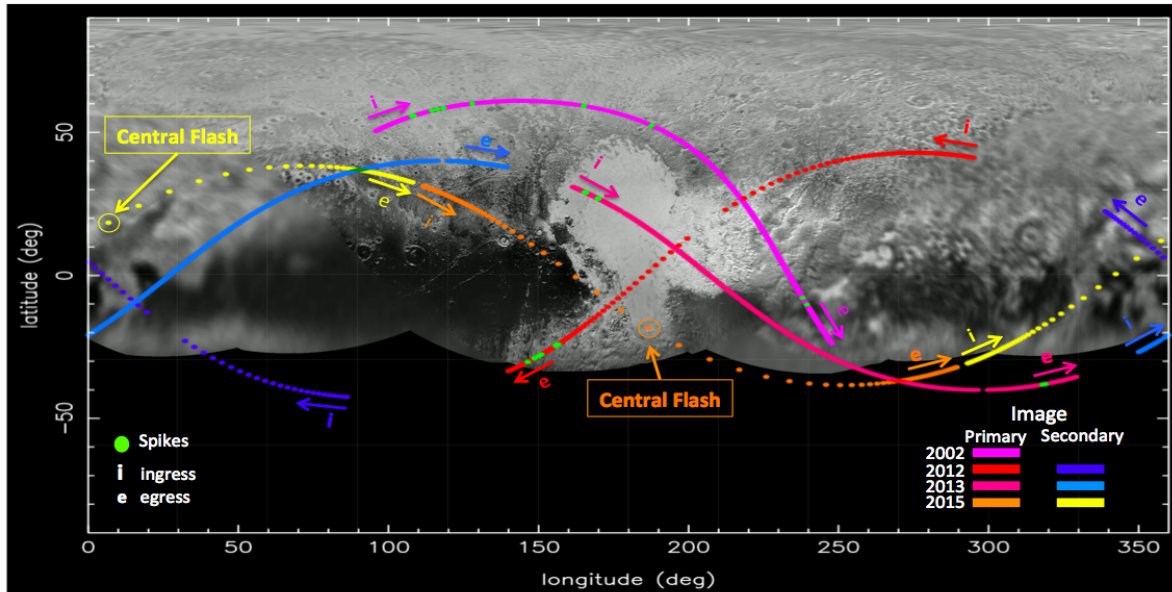 50
0
−50
latitude (deg)
Central Flash
i
e
i
i
e
e
i
e
i
e
e
e
i
e
i
i
Central Flash
Spikes
i ingress
e egress
Image
Primary Secondary
2002
2012
2013
2015
0 50 100 150 200 250 300 350
longitude (deg)